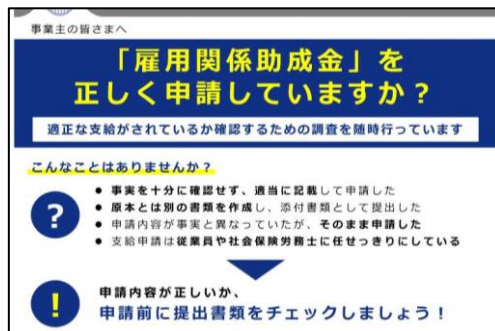 事業主の皆さまへ
「雇用関係助成金」を
正しく申請していますか？
適正な支給がされているか確認するための調査を随時行っています
こんなことはありませんか？
● 事実を十分に確認せず、適当に記載して申請した
● 原本とは別の書類を作成し、添付書類として提出した
● 申請内容が事実と異なっていたが、そのまま申請した
● 支給申請は従業員や社会保険労務士に任せっきりにしている
?
!
申請内容が正しいか、
申請前に提出書類をチェックしましょう！